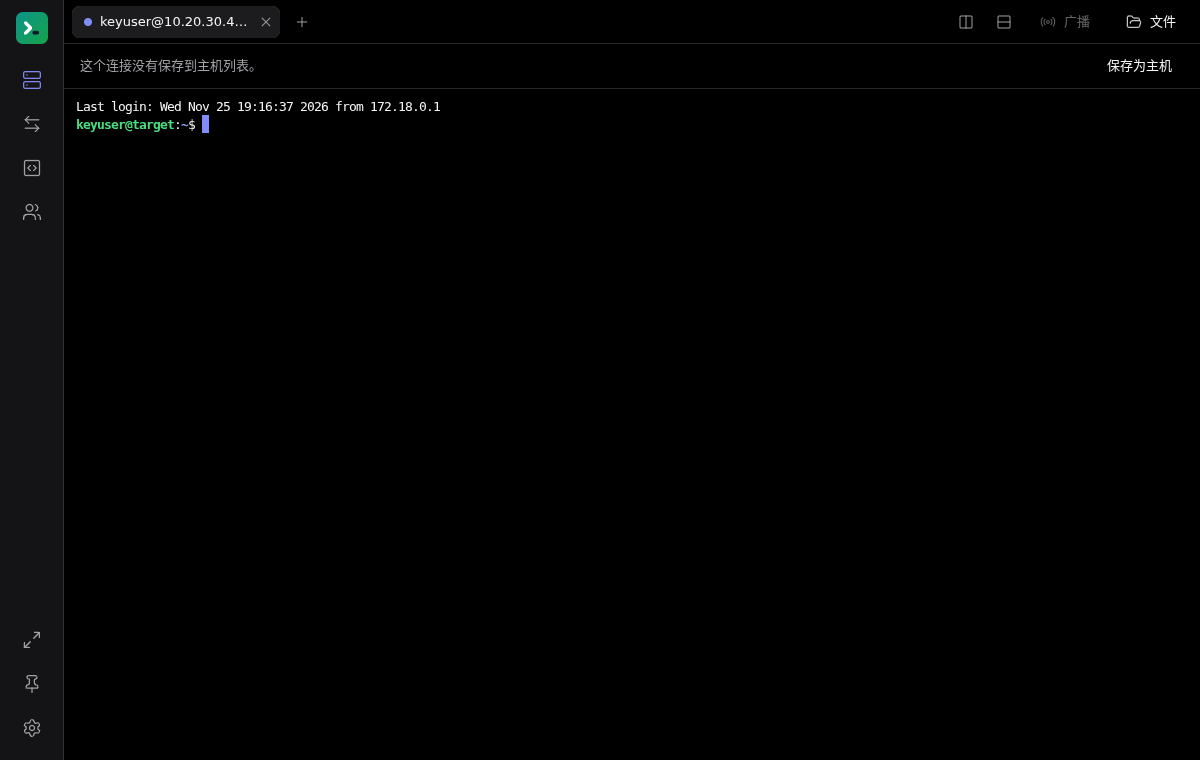 keyuser@10.20.30.4...
广播
文件
这个连接没有保存到主机列表。
保存为主机
Last login: Wed Nov 25 19:16:37 2026 from 172.18.0.1
keyuser@target:~$